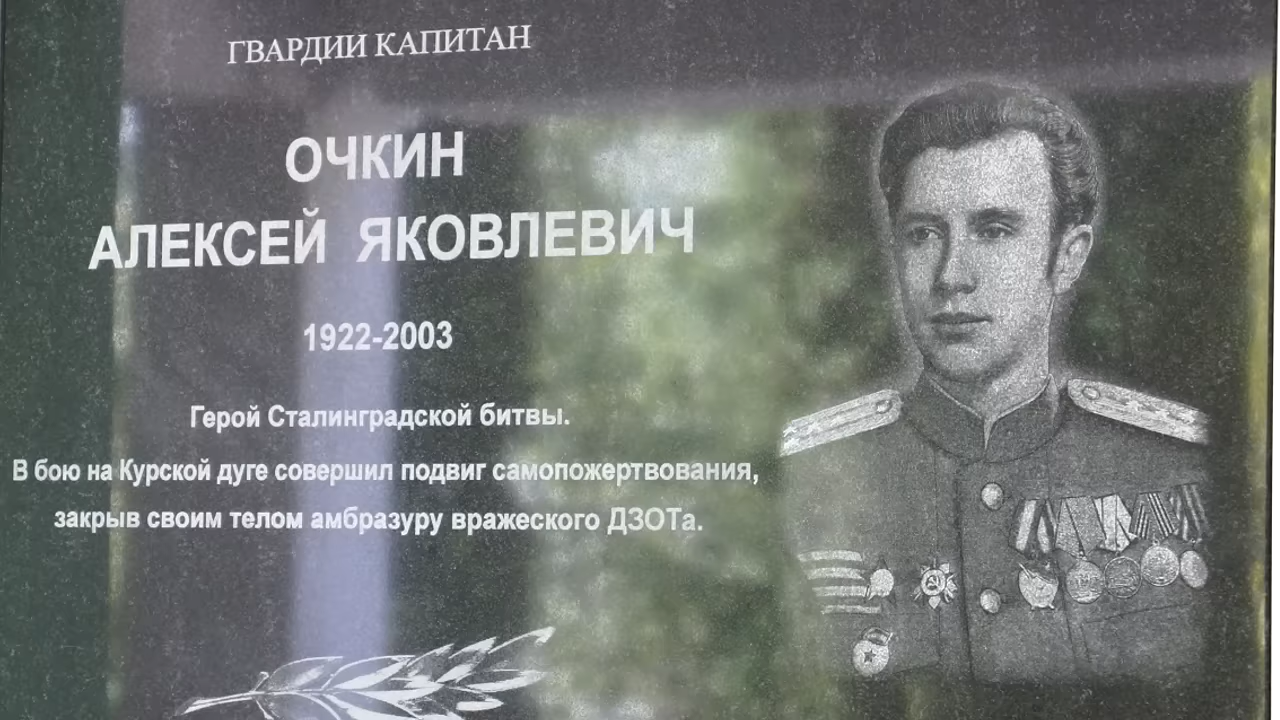 ГВАРДИИ КАПИТАН
ОЧКИН
АЛЕКСЕЙ ЯКОВЛЕВИЧ
1922-2003
Герой Сталинградской битвы.
В бою на Курской дуге совершил подвиг самопожертвования,
закрыв своим телом амбразуру вражеского ДЗОТа.